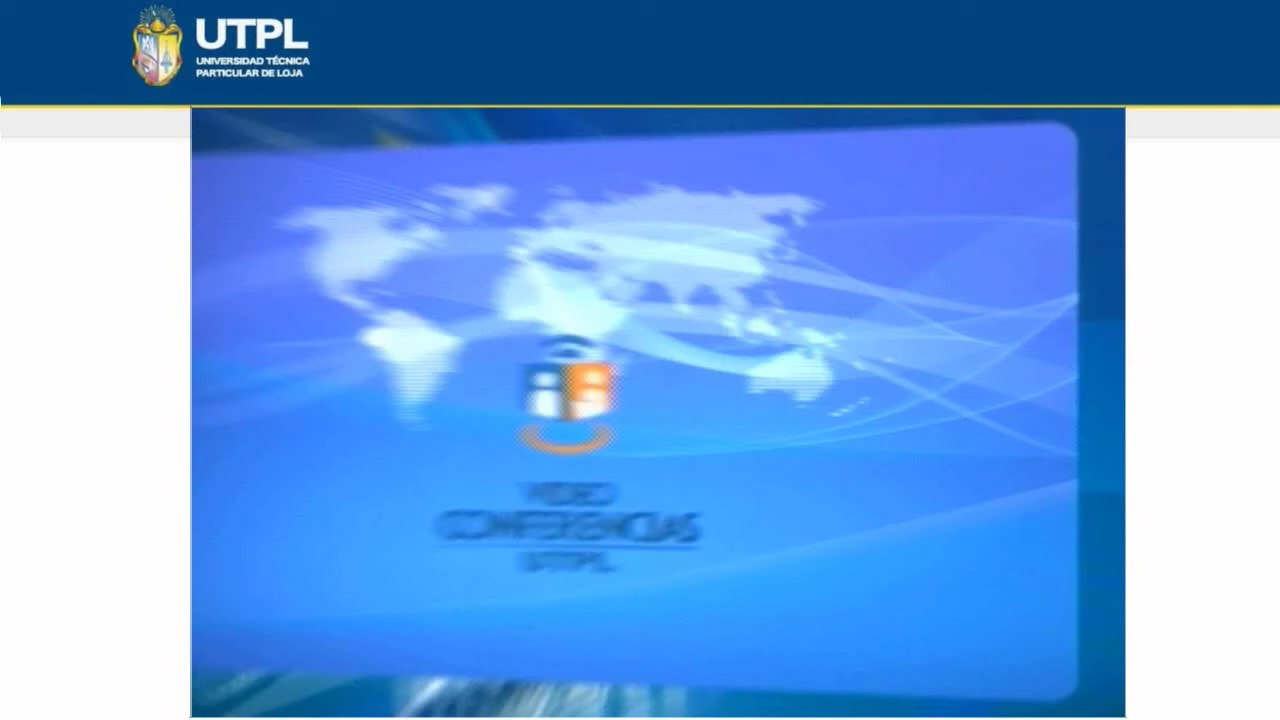 UTPL
UNIVERSIDAD TÉCNICA
PARTICULAR DE LOJA
VIDEO
CONFERENCIAS
UTPL